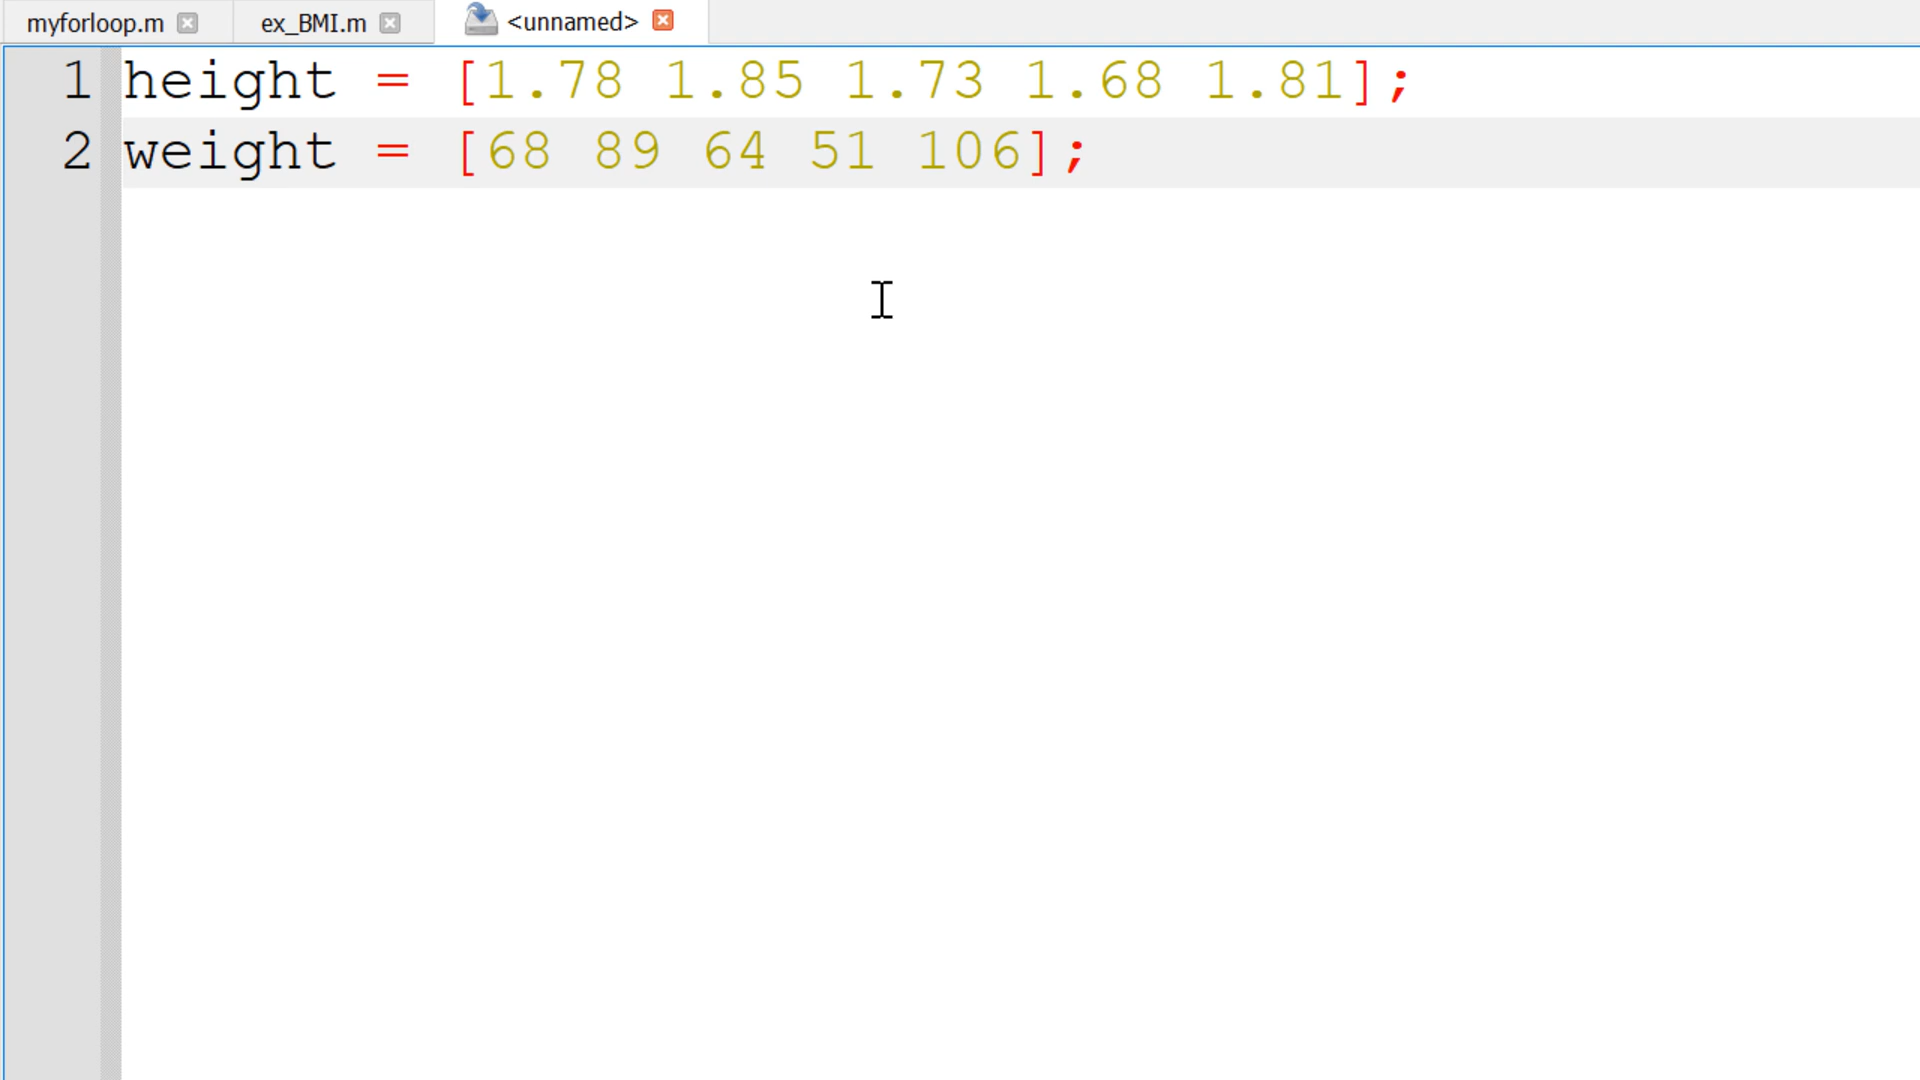 myforloop.m ex_BMI.m <unnamed>
1 height = [1.78 1.85 1.73 1.68 1.81];
2 weight = [68 89 64 51 106];